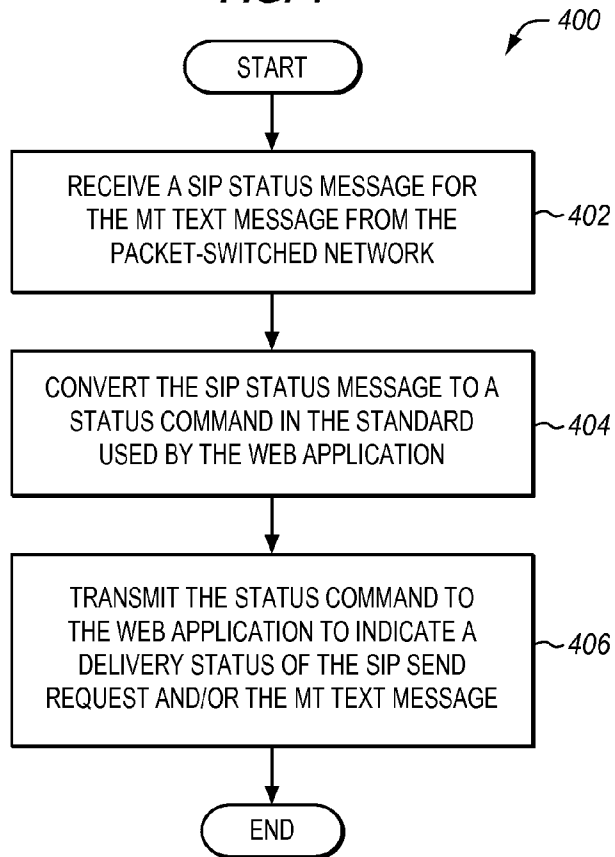 400
START
RECEIVE A SIP STATUS MESSAGE FOR
THE MT TEXT MESSAGE FROM THE
PACKET-SWITCHED NETWORK
402
CONVERT THE SIP STATUS MESSAGE TO A
STATUS COMMAND IN THE STANDARD
USED BY THE WEB APPLICATION
404
TRANSMIT THE STATUS COMMAND TO
THE WEB APPLICATION TO INDICATE A
DELIVERY STATUS OF THE SIP SEND
REQUEST AND/OR THE MT TEXT MESSAGE
406
END